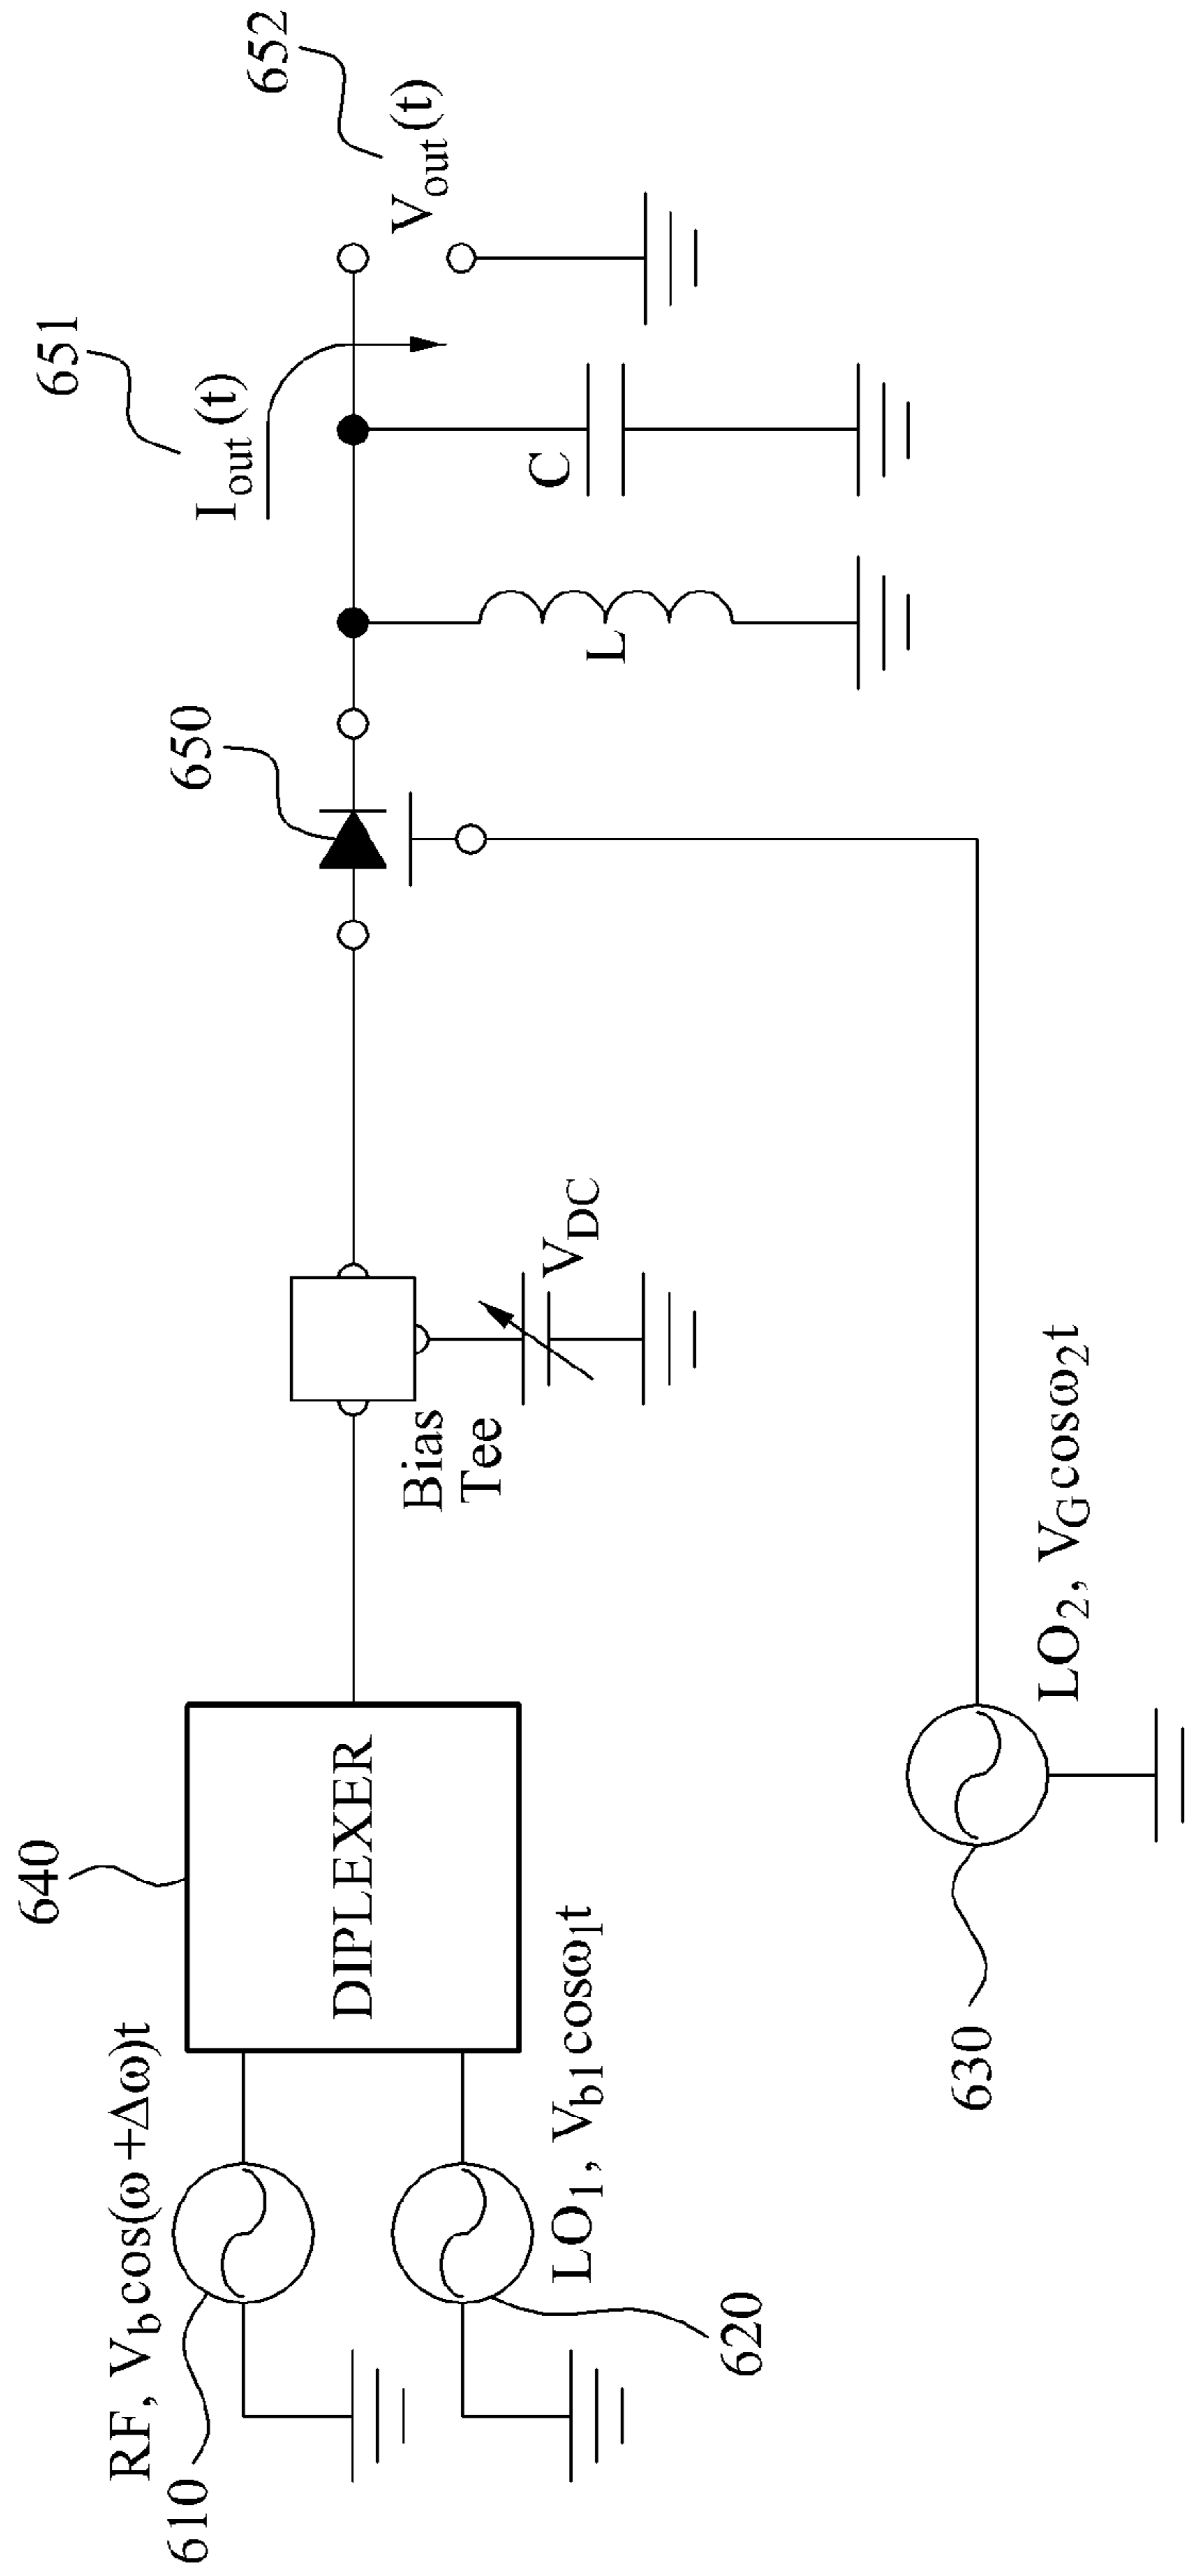 610
RF, Vb cos(ω +Δω)t
640
DIPLEXER
LO1, Vb1 cosω1t
620
Bias
Tee
VDC
650
L
C
Iout (t)
651
Vout (t)
652
630
LO2, VG cosω2t